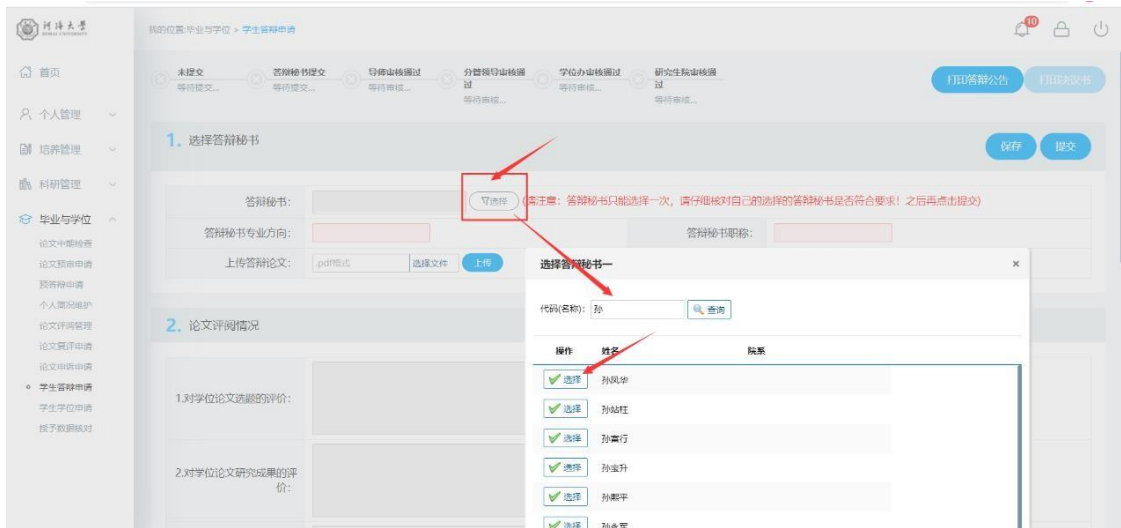 河海大学
HOHAI UNIVERSITY
我的位置:毕业与学位 > 学生答辩申请
10
首页
个人管理
培养管理
科研管理
毕业与学位
论文中期检查
论文预审申请
预答辩申请
个人简况维护
论文评阅管理
论文复评申请
论文申诉申请
学生答辩申请
学生学位申请
授予数据核对
未提交
等待提交...
答辩秘书提交
等待提交...
导师审核通过
等待审核...
分管领导审核通过
等待审核...
学位办审核通过
等待审核...
研究生院审核通过
等待审核...
打印答辩公告
打印决议书
1. 选择答辩秘书
保存
提交
答辩秘书:
选择
(请注意：答辩秘书只能选择一次，请仔细核对自己的选择的答辩秘书是否符合要求！之后再点击提交)
答辩秘书专业方向:
答辩秘书职称:
上传答辩论文:
.pdf格式
选择文件
上传
2. 论文评阅情况
1.对学位论文选题的评价:
2.对学位论文研究成果的评
价:
选择答辩秘书—
×
代码(名称):
孙
查询
操作 姓名 院系
选择 孙凤华
选择 孙站柱
选择 孙富行
选择 孙宝升
选择 孙熙平
选择 孙永军